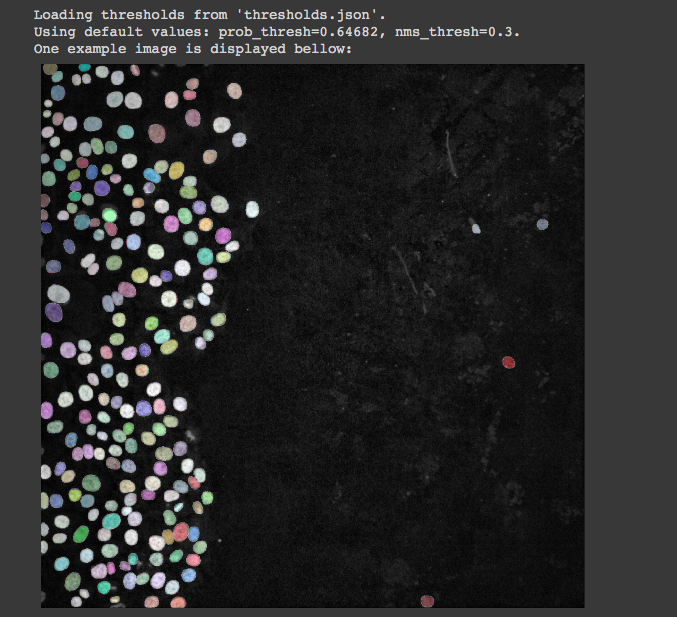 Loading thresholds from 'thresholds.json'.
Using default values: prob_thresh=0.64682, nms_thresh=0.3.
One example image is displayed bellow: